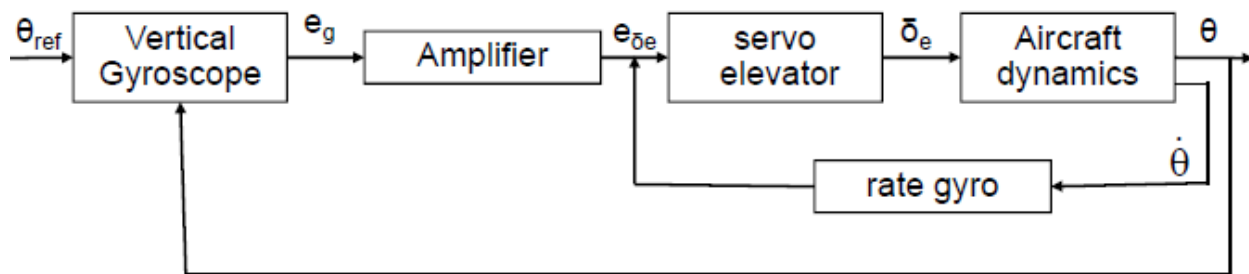 θref
Vertical
Gyroscope
eg
Amplifier
eδe
servo
elevator
δe
Aircraft
dynamics
θ
θ̇
rate gyro